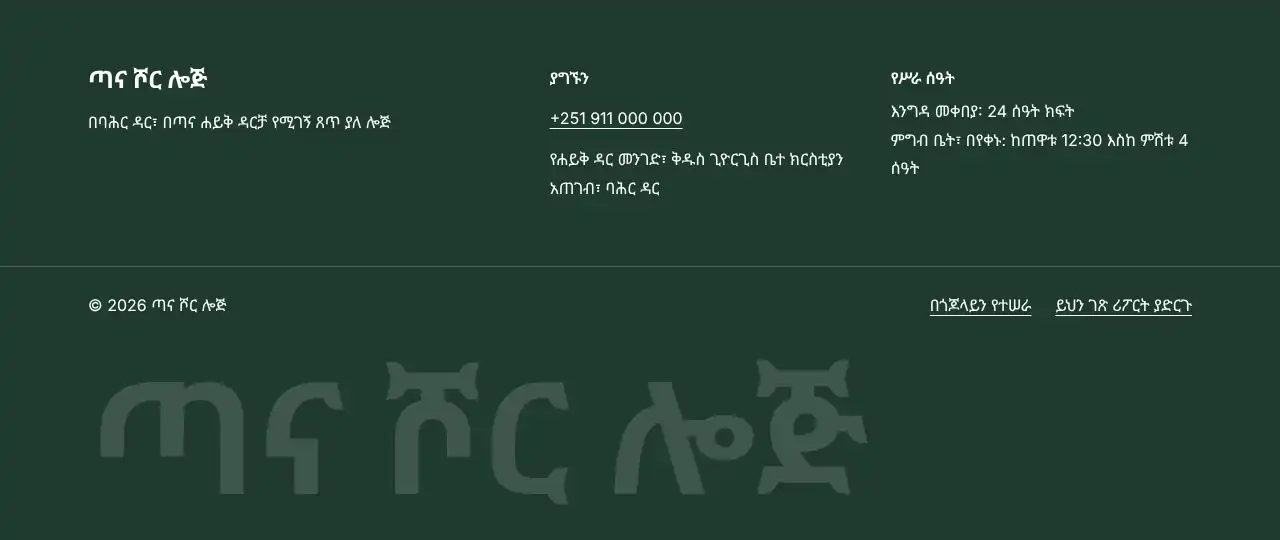 ጣና ሾር ሎጅ
በባሕር ዳር፣ በጣና ሐይቅ ዳርቻ የሚገኝ ጸጥ ያለ ሎጅ
ያግኙን
+251 911 000 000
የሐይቅ ዳር መንገድ፣ ቅዱስ ጊዮርጊስ ቤተ ክርስቲያን
አጠገብ፣ ባሕር ዳር
የሥራ ሰዓት
እንግዳ መቀበያ: 24 ሰዓት ክፍት
ምግብ ቤት፣ በየቀኑ: ከጠዋቱ 12:30 እስከ ምሽቱ 4
ሰዓት
© 2026 ጣና ሾር ሎጅ
በጎጆላይን የተሠራ
ይህን ገጽ ሪፖርት ያድርጉ
ጣና ሾር ሎጅ